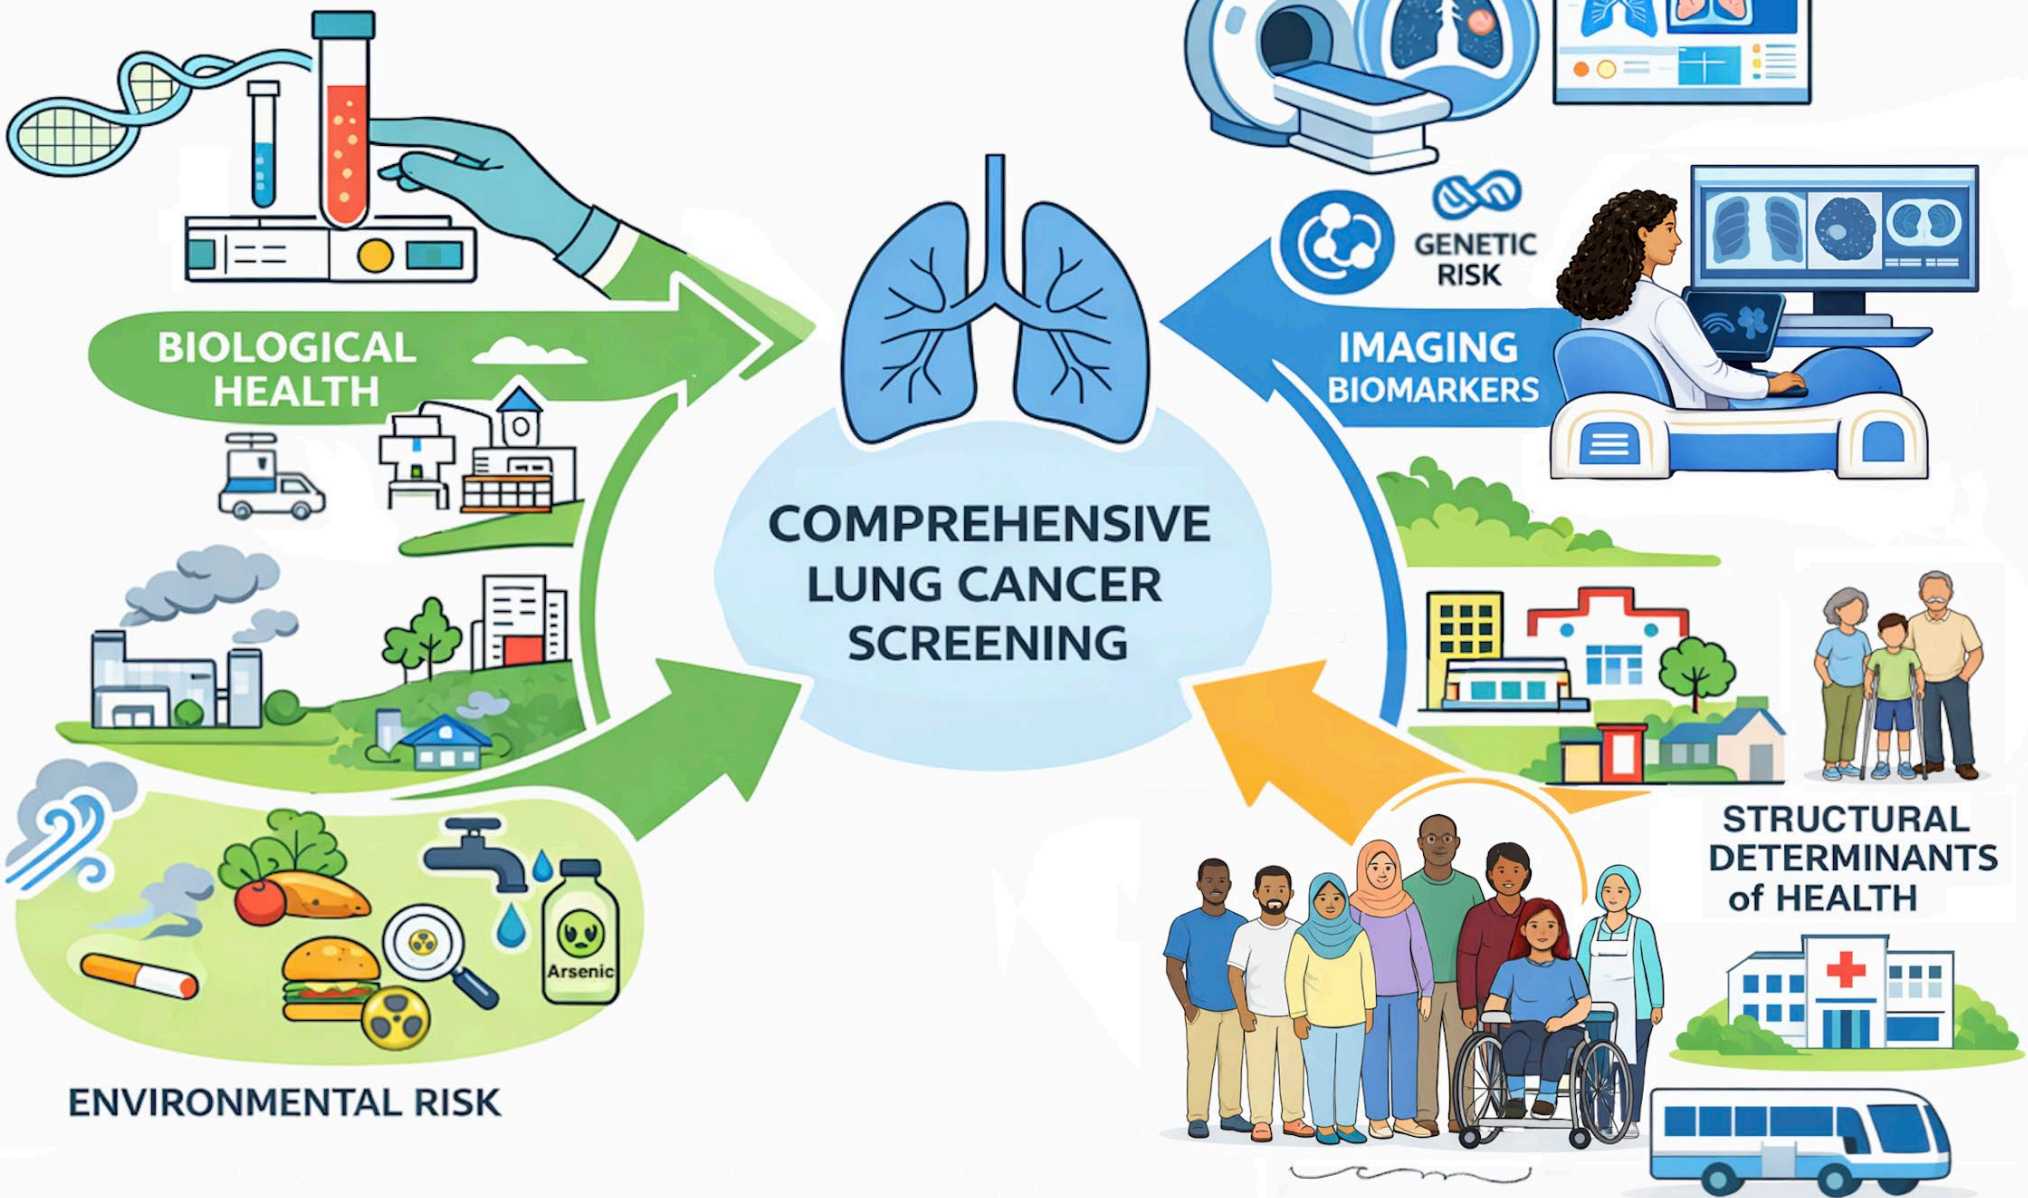 GENETIC
RISK
BIOLOGICAL
HEALTH
IMAGING
BIOMARKERS
COMPREHENSIVE
LUNG CANCER
SCREENING
STRUCTURAL
DETERMINANTS
of HEALTH
Arsenic
ENVIRONMENTAL RISK